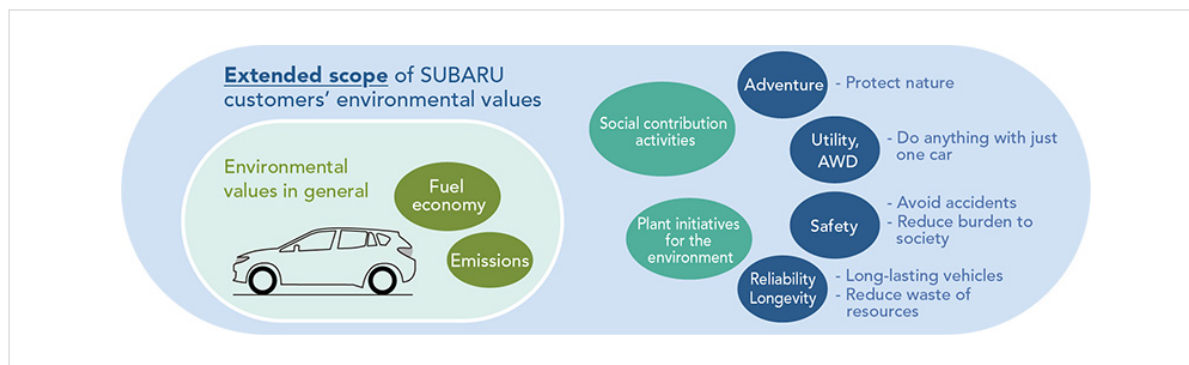 Extended scope of SUBARU
customers' environmental values
Environmental
values in general
Fuel
economy
Emissions
Social contribution
activities
Plant initiatives
for the
environment
Adventure
- Protect nature
Utility,
AWD
- Do anything with just
one car
Safety
- Avoid accidents
- Reduce burden to
society
Reliability
Longevity
- Long-lasting vehicles
- Reduce waste of
resources